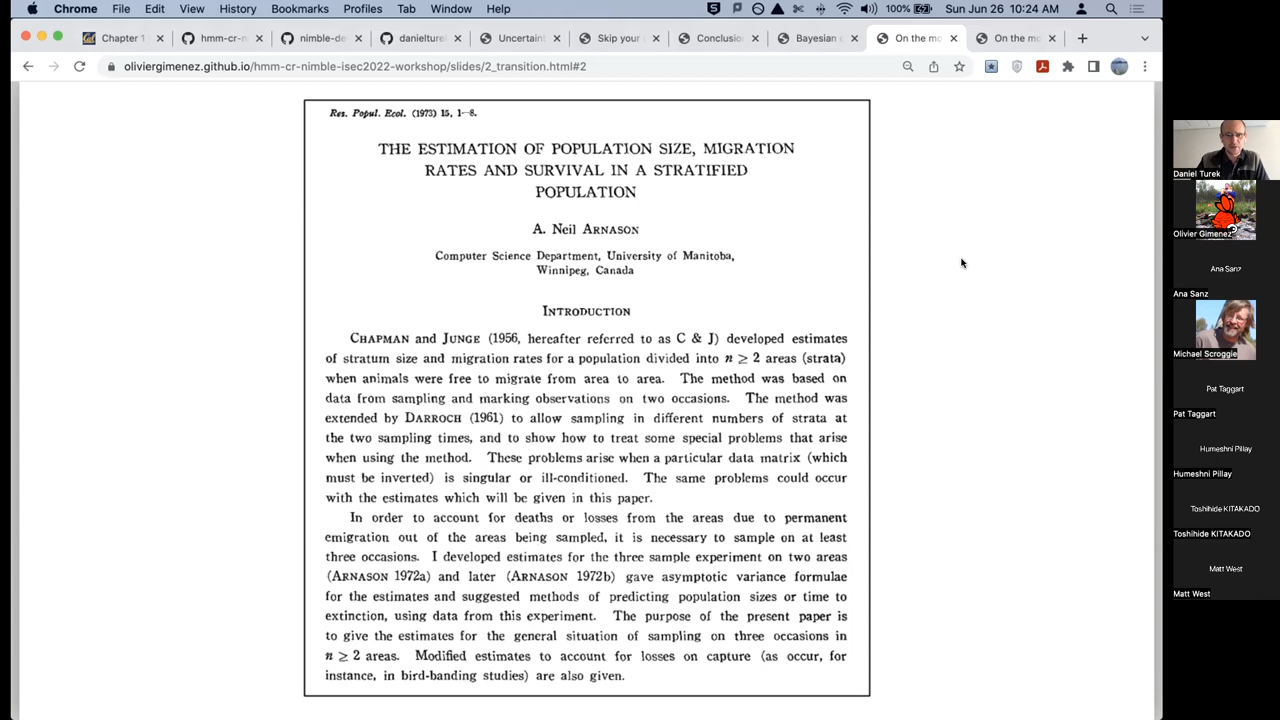 Chrome File Edit View History Bookmarks Profiles Tab Window Help 100% Sun Jun 26 10:24 AM
Chapter 1 hmm-cr-n nimble-de danielture Uncertain Skip your Conclusio Bayesian c On the mo On the mo
oliviergimenez.github.io/hmm-cr-nimble-isec2022-workshop/slides/2_transition.html#2
Res. Popul. Ecol. (1973) 15, 1—8.
THE ESTIMATION OF POPULATION SIZE, MIGRATION
RATES AND SURVIVAL IN A STRATIFIED
POPULATION
A. Neil ARNASON
Computer Science Department, University of Manitoba,
Winnipeg, Canada
INTRODUCTION
CHAPMAN and JUNGE (1956, hereafter referred to as C & J) developed estimates
of stratum size and migration rates for a population divided into n ≥ 2 areas (strata)
when animals were free to migrate from area to area. The method was based on
data from sampling and marking observations on two occasions. The method was
extended by DARROCH (1961) to allow sampling in different numbers of strata at
the two sampling times, and to show how to treat some special problems that arise
when using the method. These problems arise when a particular data matrix (which
must be inverted) is singular or ill-conditioned. The same problems could occur
with the estimates which will be given in this paper.
In order to account for deaths or losses from the areas due to permanent
emigration out of the areas being sampled, it is necessary to sample on at least
three occasions. I developed estimates for the three sample experiment on two areas
(ARNASON 1972a) and later (ARNASON 1972b) gave asymptotic variance formulae
for the estimates and suggested methods of predicting population sizes or time to
extinction, using data from this experiment. The purpose of the present paper is
to give the estimates for the general situation of sampling on three occasions in
n ≥ 2 areas. Modified estimates to account for losses on capture (as occur, for
instance, in bird-banding studies) are also given.
Daniel Turek
Olivier Gimenez
Ana Sanz
Ana Sanz
Michael Scroggie
Pat Taggart
Pat Taggart
Humeshni Pillay
Humeshni Pillay
Toshihide KITAKADO
Toshihide KITAKADO
Matt West
Matt West